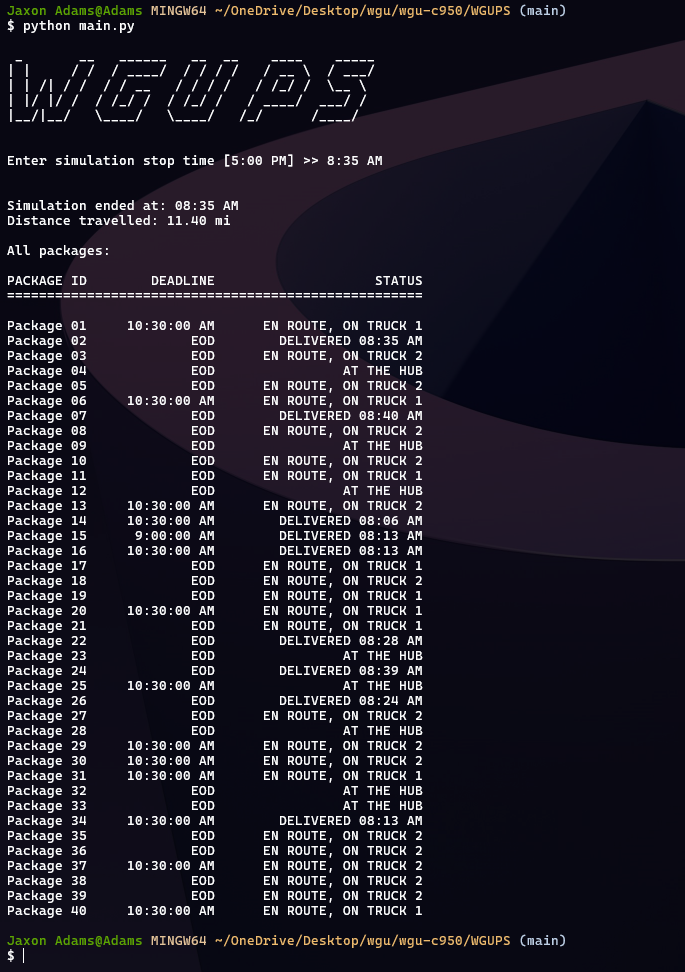 Jaxon Adams@Adams MINGW64 ~/OneDrive/Desktop/wgu/wgu-c950/WGUPS (main)
$ python main.py
WGUPS
Enter simulation stop time [5:00 PM] >> 8:35 AM
Simulation ended at: 08:35 AM
Distance travelled: 11.40 mi
All packages:
PACKAGE ID DEADLINE STATUS
====================================================
Package 01 10:30:00 AM EN ROUTE, ON TRUCK 1
Package 02 EOD DELIVERED 08:35 AM
Package 03 EOD EN ROUTE, ON TRUCK 2
Package 04 EOD AT THE HUB
Package 05 EOD EN ROUTE, ON TRUCK 2
Package 06 10:30:00 AM EN ROUTE, ON TRUCK 1
Package 07 EOD DELIVERED 08:40 AM
Package 08 EOD EN ROUTE, ON TRUCK 2
Package 09 EOD AT THE HUB
Package 10 EOD EN ROUTE, ON TRUCK 2
Package 11 EOD EN ROUTE, ON TRUCK 1
Package 12 EOD AT THE HUB
Package 13 10:30:00 AM EN ROUTE, ON TRUCK 2
Package 14 10:30:00 AM DELIVERED 08:06 AM
Package 15 9:00:00 AM DELIVERED 08:13 AM
Package 16 10:30:00 AM DELIVERED 08:13 AM
Package 17 EOD EN ROUTE, ON TRUCK 1
Package 18 EOD EN ROUTE, ON TRUCK 2
Package 19 EOD EN ROUTE, ON TRUCK 1
Package 20 10:30:00 AM EN ROUTE, ON TRUCK 1
Package 21 EOD EN ROUTE, ON TRUCK 1
Package 22 EOD DELIVERED 08:28 AM
Package 23 EOD AT THE HUB
Package 24 EOD DELIVERED 08:39 AM
Package 25 10:30:00 AM AT THE HUB
Package 26 EOD DELIVERED 08:24 AM
Package 27 EOD EN ROUTE, ON TRUCK 2
Package 28 EOD AT THE HUB
Package 29 10:30:00 AM EN ROUTE, ON TRUCK 2
Package 30 10:30:00 AM EN ROUTE, ON TRUCK 2
Package 31 10:30:00 AM EN ROUTE, ON TRUCK 1
Package 32 EOD AT THE HUB
Package 33 EOD AT THE HUB
Package 34 10:30:00 AM DELIVERED 08:13 AM
Package 35 EOD EN ROUTE, ON TRUCK 2
Package 36 EOD EN ROUTE, ON TRUCK 2
Package 37 10:30:00 AM EN ROUTE, ON TRUCK 2
Package 38 EOD EN ROUTE, ON TRUCK 2
Package 39 EOD EN ROUTE, ON TRUCK 2
Package 40 10:30:00 AM EN ROUTE, ON TRUCK 1
Jaxon Adams@Adams MINGW64 ~/OneDrive/Desktop/wgu/wgu-c950/WGUPS (main)
$